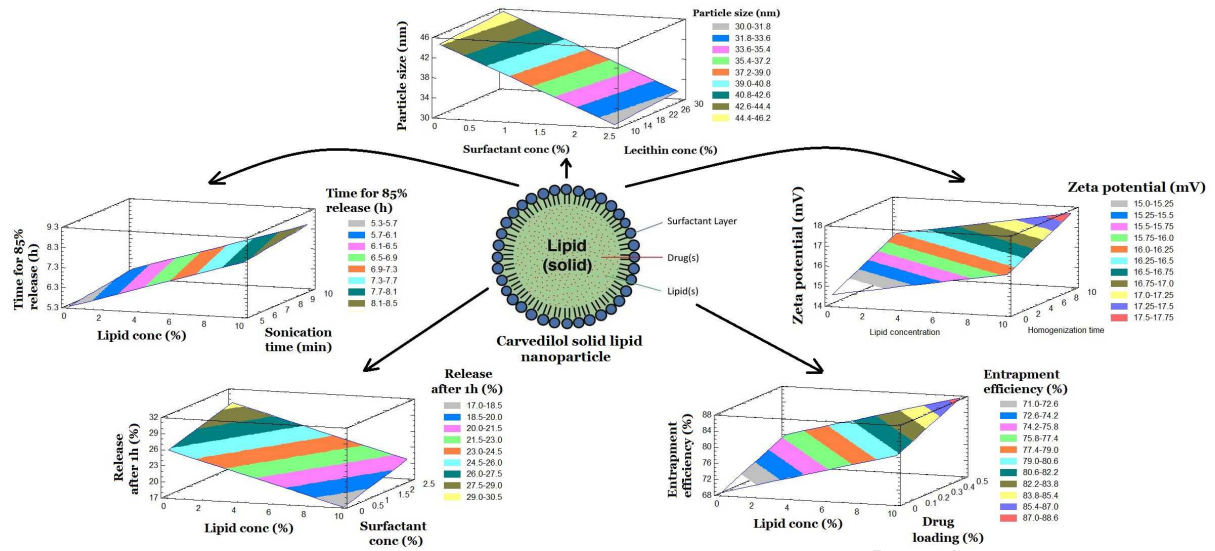 Particle size (nm)
30.0-31.8
31.8-33.6
33.6-35.4
35.4-37.2
37.2-39.0
39.0-40.8
40.8-42.6
42.6-44.4
44.4-46.2
Particle size (nm)
46
42
38
34
30
0 0.5 1 1.5 2 2.5
Surfactant conc (%)
10 14 18 22 26 30
Lecithin conc (%)
Time for 85%
release (h)
5.3-5.7
5.7-6.1
6.1-6.5
6.5-6.9
6.9-7.3
7.3-7.7
7.7-8.1
8.1-8.5
Time for 85%
release (h)
9.3
8.3
7.3
6.3
5.3
0 2 4 6 8 10
Lipid conc (%)
5 6 7 8 9 10
Sonication
time (min)
Surfactant Layer
Lipid
(solid)
Drug(s)
Lipid(s)
Carvedilol solid lipid
nanoparticle
Zeta potential (mV)
15.0-15.25
15.25-15.5
15.5-15.75
15.75-16.0
16.0-16.25
16.25-16.5
16.5-16.75
16.75-17.0
17.0-17.25
17.25-17.5
17.5-17.75
Zeta potential (mV)
18
17
16
15
14
0 2 4 6 8 10
Lipid concentration
0 2 4 6 8 10
Homogenization time
Release
after 1h (%)
17.0-18.5
18.5-20.0
20.0-21.5
21.5-23.0
23.0-24.5
24.5-26.0
26.0-27.5
27.5-29.0
29.0-30.5
Release
after 1h (%)
32
29
26
23
20
17
0 2 4 6 8 10
Lipid conc (%)
0 0.5 1 1.5 2 2.5
Surfactant
conc (%)
Entrapment
efficiency (%)
71.0-72.6
72.6-74.2
74.2-75.8
75.8-77.4
77.4-79.0
79.0-80.6
80.6-82.2
82.2-83.8
83.8-85.4
85.4-87.0
87.0-88.6
Entrapment
efficiency (%)
88
84
80
76
72
68
0 2 4 6 8 10
Lipid conc (%)
0 0.1 0.2 0.3 0.4 0.5
Drug
loading (%)